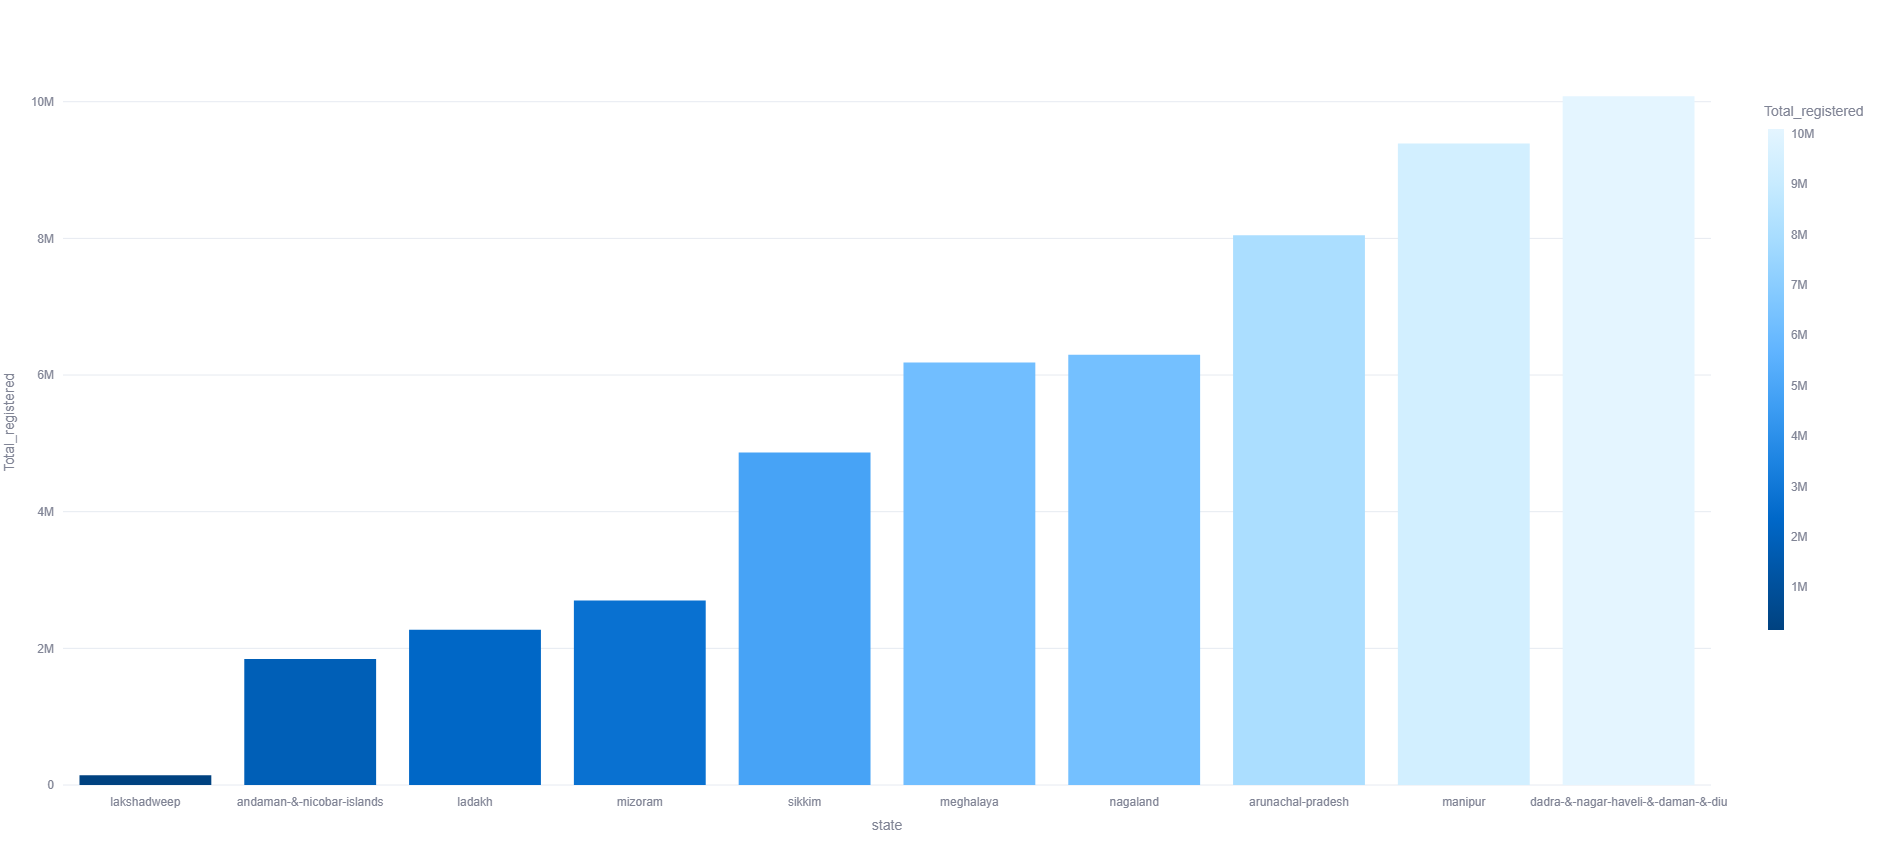 10M
8M
6M
4M
2M
0
Total_registered
lakshadweep
andaman-&-nicobar-islands
ladakh
mizoram
sikkim
meghalaya
nagaland
arunachal-pradesh
manipur
dadra-&-nagar-haveli-&-daman-&-diu
state
Total_registered
10M
9M
8M
7M
6M
5M
4M
3M
2M
1M